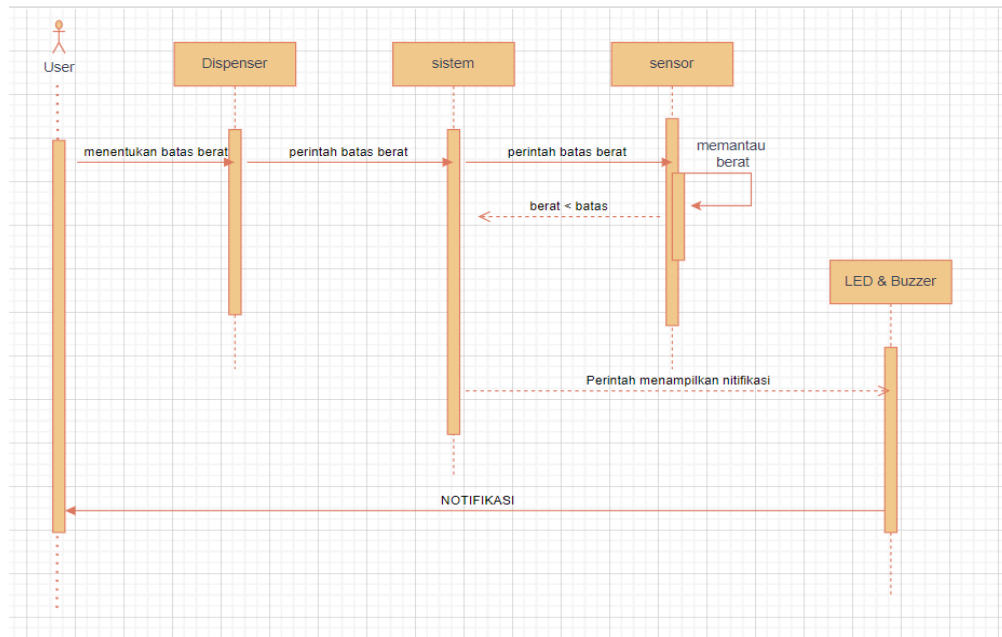 User
Dispenser
sistem
sensor
menentukan batas berat
perintah batas berat
perintah batas berat
memantau
berat
berat < batas
LED & Buzzer
Perintah menampilkan nitifikasi
NOTIFIKASI